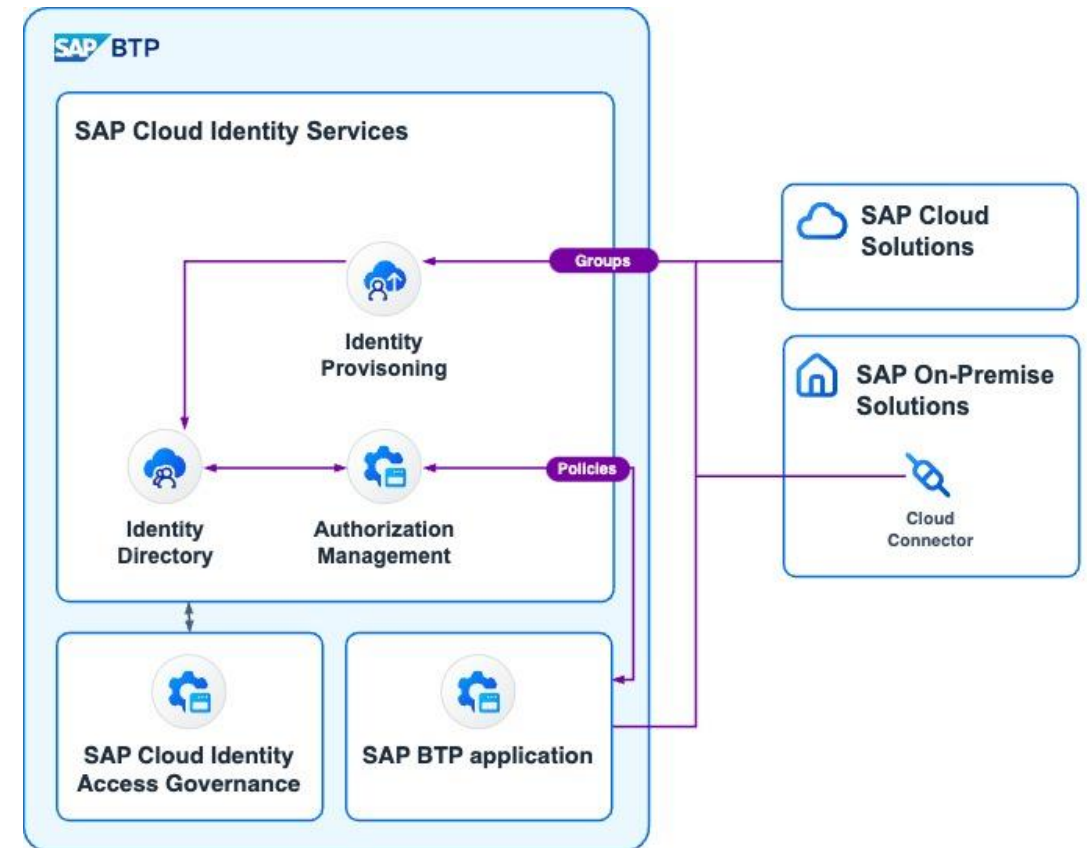 SAP BTP
SAP Cloud Identity Services
Groups
SAP Cloud
Solutions
Identity
Provisoning
SAP On-Premise
Solutions
Policies
Cloud
Connector
Identity
Directory
Authorization
Management
SAP Cloud Identity
Access Governance
SAP BTP application